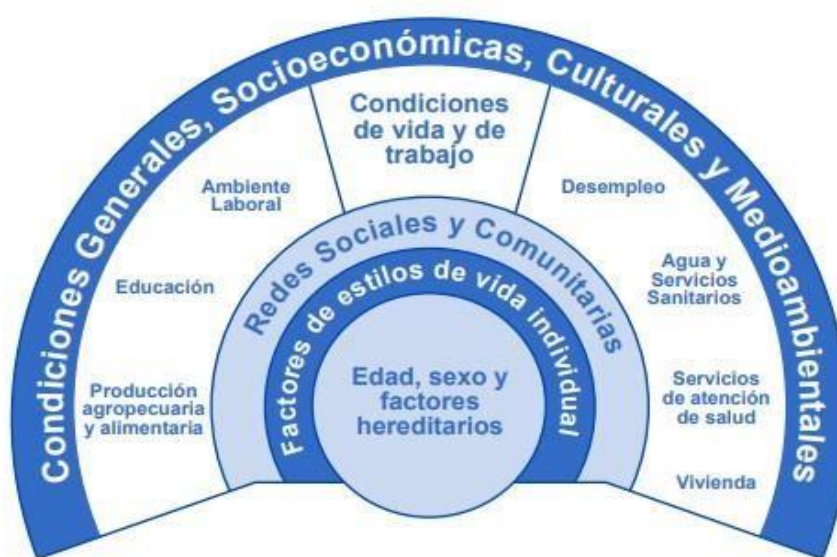 Condiciones Generales, Socioeconómicas, Culturales y Medioambientales
Condiciones
de vida y de
trabajo
Ambiente
Laboral
Desempleo
Educación
Agua y
Servicios
Sanitarios
Producción
agropecuaria
y alimentaria
Servicios
de atención
de salud
Vivienda
Redes Sociales y Comunitarias
Factores de estilos de vida individual
Edad, sexo y
factores
hereditarios